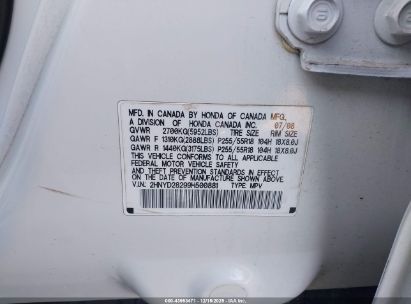 MFD. IN CANADA BY HONDA OF CANADA MFG.
A DIVISION OF HONDA CANADA INC. 07/08
GVWR 2700KG(5952LBS) TIRE SIZE RIM SIZE
GAWR F 1310KG(2888LBS) P255/55R18 104H 18X8.0J
GAWR R 1440KG(3175LBS) P255/55R18 104H 18X8.0J
THIS VEHICLE CONFORMS TO ALL APPLICABLE
FEDERAL MOTOR VEHICLE SAFETY
AND THEFT PREVENTION STANDARDS IN EFFECT
ON THE DATE OF MANUFACTURE SHOWN ABOVE.
V.I.N. 2HNYD28299H500881 TYPE MPV